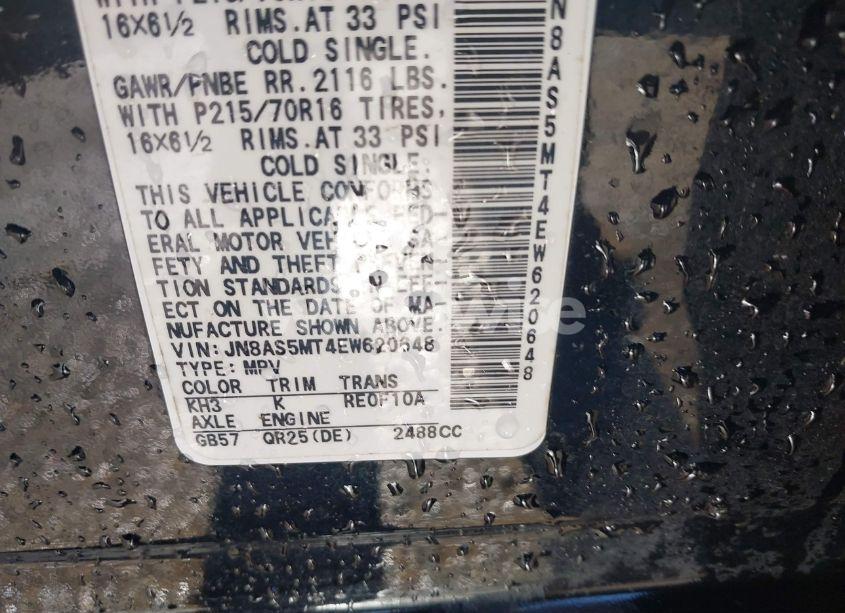 16X6½ RIMS.AT 33 PSI
COLD SINGLE.
GAWR/PNBE RR. 2116 LBS.
WITH P215/70R16 TIRES,
16X6½ RIMS.AT 33 PSI
COLD SINGLE.
THIS VEHICLE CONFORMS
TO ALL APPLICABLE FED-
ERAL MOTOR VEH SA
FETY AND THEFT
TION STANDARDS EFF-
ECT ON THE DATE OF MA-
NUFACTURE SHOWN ABOVE.
VIN: JN8AS5MT4EW620648
TYPE: MPV
COLOR TRIM TRANS
KH3 K RE0F10A
AXLE ENGINE
GB57 QR25(DE) 2488CC
N8AS5MT4EW620648